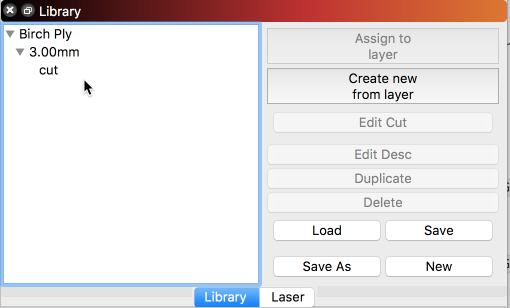 Library
Birch Ply
3.00mm
cut
Assign to
layer
Create new
from layer
Edit Cut
Edit Desc
Duplicate
Delete
Load
Save
Save As
New
Library
Laser